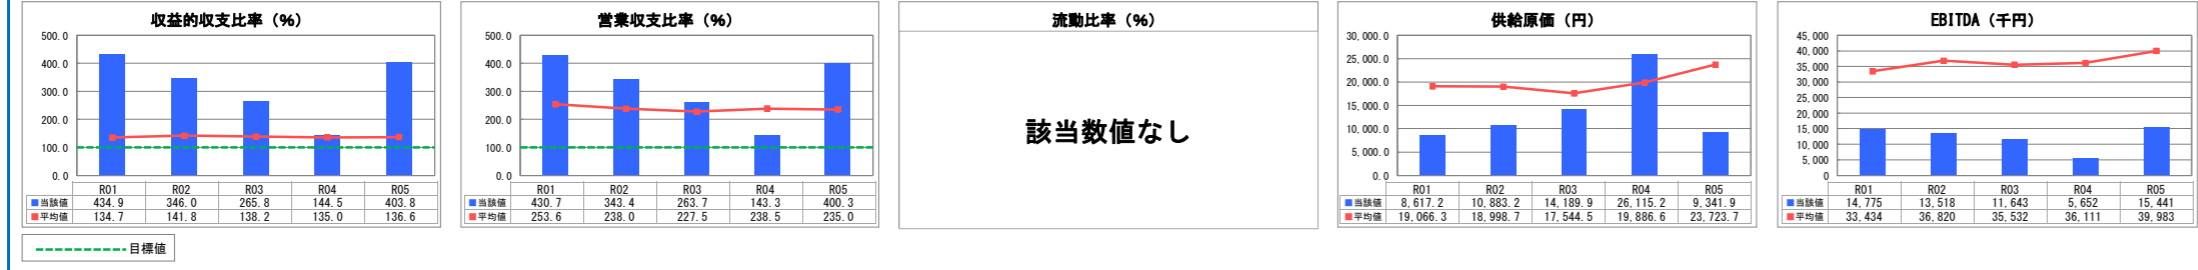 収益的収支比率（%）
500.0
400.0
300.0
200.0
100.0
0.0
R01 R02 R03 R04 R05
当該値 434.9 346.0 265.8 144.5 403.8
平均値 134.7 141.8 138.2 135.0 136.6
営業収支比率（%）
500.0
400.0
300.0
200.0
100.0
0.0
R01 R02 R03 R04 R05
当該値 430.7 343.4 263.7 143.3 400.3
平均値 253.6 238.0 227.5 238.5 235.0
流動比率（%）
該当数値なし
供給原価（円）
30,000.0
25,000.0
20,000.0
15,000.0
10,000.0
5,000.0
0.0
R01 R02 R03 R04 R05
当該値 8,617.2 10,883.2 14,189.9 26,115.2 9,341.9
平均値 19,066.3 18,998.7 17,544.5 19,886.6 23,723.7
EBITDA（千円）
45,000
40,000
35,000
30,000
25,000
20,000
15,000
10,000
5,000
0
R01 R02 R03 R04 R05
当該値 14,775 13,518 11,643 5,652 15,441
平均値 33,434 36,820 35,532 36,111 39,983
目標値